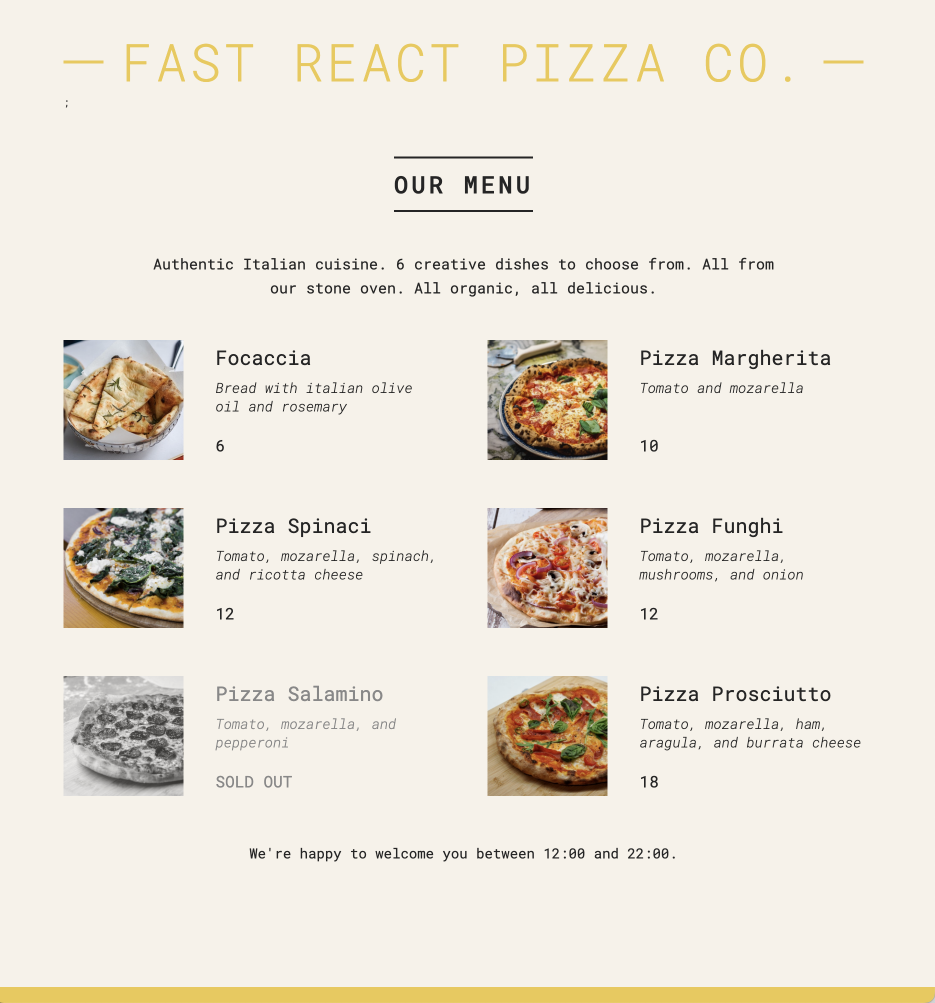 FAST REACT PIZZA CO.
;
OUR MENU
Authentic Italian cuisine. 6 creative dishes to choose from. All from
our stone oven. All organic, all delicious.
Focaccia
Bread with italian olive
oil and rosemary
6
Pizza Margherita
Tomato and mozarella
10
Pizza Spinaci
Tomato, mozarella, spinach,
and ricotta cheese
12
Pizza Funghi
Tomato, mozarella,
mushrooms, and onion
12
Pizza Salamino
Tomato, mozarella, and
pepperoni
SOLD OUT
Pizza Prosciutto
Tomato, mozarella, ham,
aragula, and burrata cheese
18
We're happy to welcome you between 12:00 and 22:00.